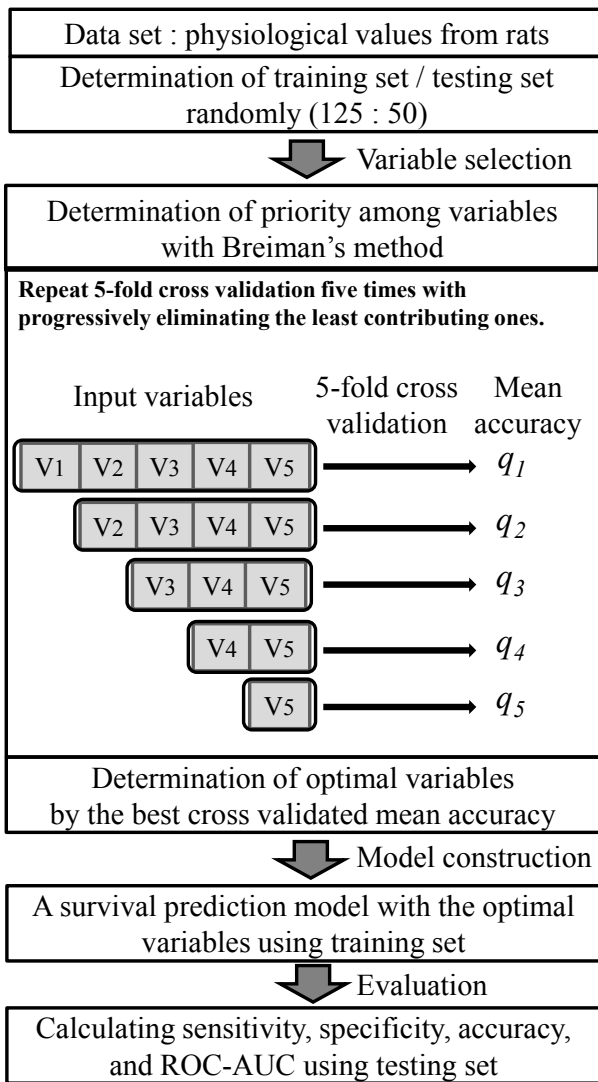 Data set : physiological values from rats
Determination of training set / testing set
randomly (125 : 50)
Variable selection
Determination of priority among variables
with Breiman's method
Repeat 5-fold cross validation five times with
progressively eliminating the least contributing ones.
Input variables
5-fold cross
validation
Mean
accuracy
V1 V2 V3 V4 V5 q1
V2 V3 V4 V5 q2
V3 V4 V5 q3
V4 V5 q4
V5 q5
Determination of optimal variables
by the best cross validated mean accuracy
Model construction
A survival prediction model with the optimal
variables using training set
Evaluation
Calculating sensitivity, specificity, accuracy,
and ROC-AUC using testing set